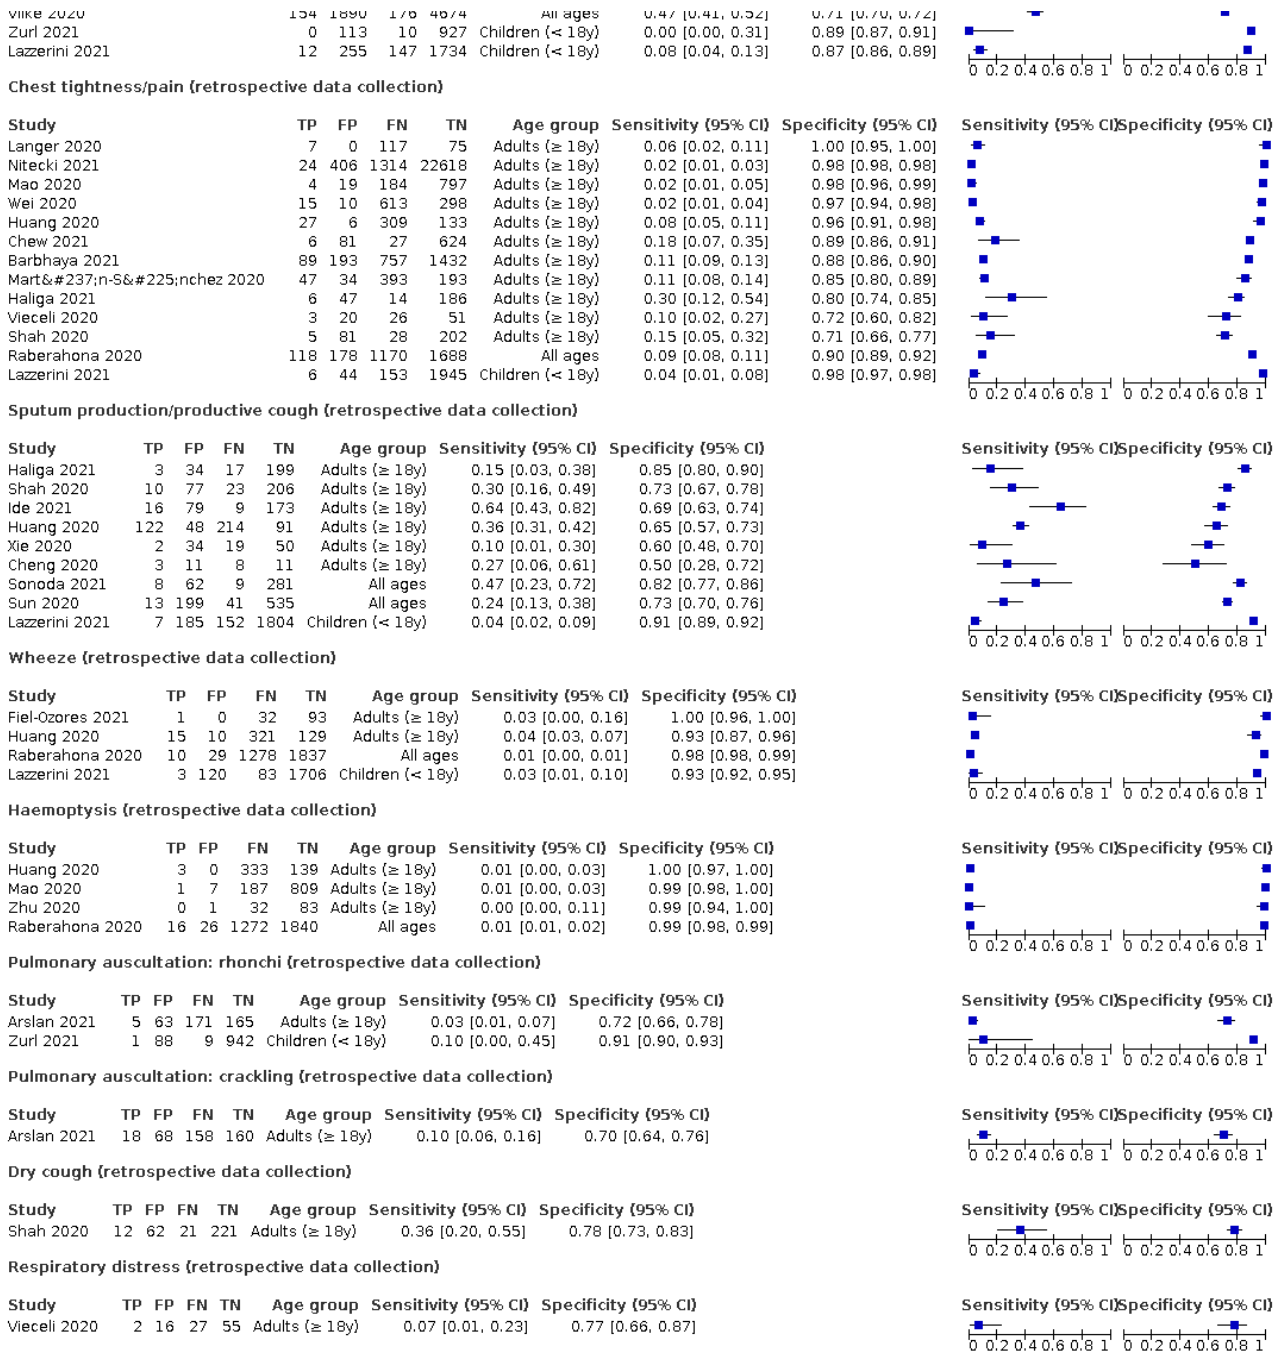 Vilke 2020 154 1890 176 4674 All ages 0.47 [0.41, 0.52] 0.71 [0.70, 0.72]
Zurl 2021 0 113 10 927 Children (< 18y) 0.00 [0.00, 0.31] 0.89 [0.87, 0.91]
Lazzerini 2021 12 255 147 1734 Children (< 18y) 0.08 [0.04, 0.13] 0.87 [0.86, 0.89]
0 0.2 0.4 0.6 0.8 1 0 0.2 0.4 0.6 0.8 1
Chest tightness/pain (retrospective data collection)
Study TP FP FN TN Age group Sensitivity (95% CI) Specificity (95% CI) Sensitivity (95% CI)Specificity (95% CI)
Langer 2020 7 0 117 75 Adults (≥ 18y) 0.06 [0.02, 0.11] 1.00 [0.95, 1.00]
Nitecki 2021 24 406 1314 22618 Adults (≥ 18y) 0.02 [0.01, 0.03] 0.98 [0.98, 0.98]
Mao 2020 4 19 184 797 Adults (≥ 18y) 0.02 [0.01, 0.05] 0.98 [0.96, 0.99]
Wei 2020 15 10 613 298 Adults (≥ 18y) 0.02 [0.01, 0.04] 0.97 [0.94, 0.98]
Huang 2020 27 6 309 133 Adults (≥ 18y) 0.08 [0.05, 0.11] 0.96 [0.91, 0.98]
Chew 2021 6 81 27 624 Adults (≥ 18y) 0.18 [0.07, 0.35] 0.89 [0.86, 0.91]
Barbhaya 2021 89 193 757 1432 Adults (≥ 18y) 0.11 [0.09, 0.13] 0.88 [0.86, 0.90]
Mart&#237;n-S&#225;nchez 2020 47 34 393 193 Adults (≥ 18y) 0.11 [0.08, 0.14] 0.85 [0.80, 0.89]
Haliga 2021 6 47 14 186 Adults (≥ 18y) 0.30 [0.12, 0.54] 0.80 [0.74, 0.85]
Vieceli 2020 3 20 26 51 Adults (≥ 18y) 0.10 [0.02, 0.27] 0.72 [0.60, 0.82]
Shah 2020 5 81 28 202 Adults (≥ 18y) 0.15 [0.05, 0.32] 0.71 [0.66, 0.77]
Raberahona 2020 118 178 1170 1688 All ages 0.09 [0.08, 0.11] 0.90 [0.89, 0.92]
Lazzerini 2021 6 44 153 1945 Children (< 18y) 0.04 [0.01, 0.08] 0.98 [0.97, 0.98]
0 0.2 0.4 0.6 0.8 1 0 0.2 0.4 0.6 0.8 1
Sputum production/productive cough (retrospective data collection)
Study TP FP FN TN Age group Sensitivity (95% CI) Specificity (95% CI) Sensitivity (95% CI)Specificity (95% CI)
Haliga 2021 3 34 17 199 Adults (≥ 18y) 0.15 [0.03, 0.38] 0.85 [0.80, 0.90]
Shah 2020 10 77 23 206 Adults (≥ 18y) 0.30 [0.16, 0.49] 0.73 [0.67, 0.78]
Ide 2021 16 79 9 173 Adults (≥ 18y) 0.64 [0.43, 0.82] 0.69 [0.63, 0.74]
Huang 2020 122 48 214 91 Adults (≥ 18y) 0.36 [0.31, 0.42] 0.65 [0.57, 0.73]
Xie 2020 2 34 19 50 Adults (≥ 18y) 0.10 [0.01, 0.30] 0.60 [0.48, 0.70]
Cheng 2020 3 11 8 11 Adults (≥ 18y) 0.27 [0.06, 0.61] 0.50 [0.28, 0.72]
Sonoda 2021 8 62 9 281 All ages 0.47 [0.23, 0.72] 0.82 [0.77, 0.86]
Sun 2020 13 199 41 535 All ages 0.24 [0.13, 0.38] 0.73 [0.70, 0.76]
Lazzerini 2021 7 185 152 1804 Children (< 18y) 0.04 [0.02, 0.09] 0.91 [0.89, 0.92]
0 0.2 0.4 0.6 0.8 1 0 0.2 0.4 0.6 0.8 1
Wheeze (retrospective data collection)
Study TP FP FN TN Age group Sensitivity (95% CI) Specificity (95% CI) Sensitivity (95% CI)Specificity (95% CI)
Fiel-Ozores 2021 1 0 32 93 Adults (≥ 18y) 0.03 [0.00, 0.16] 1.00 [0.96, 1.00]
Huang 2020 15 10 321 129 Adults (≥ 18y) 0.04 [0.03, 0.07] 0.93 [0.87, 0.96]
Raberahona 2020 10 29 1278 1837 All ages 0.01 [0.00, 0.01] 0.98 [0.98, 0.99]
Lazzerini 2021 3 120 83 1706 Children (< 18y) 0.03 [0.01, 0.10] 0.93 [0.92, 0.95]
0 0.2 0.4 0.6 0.8 1 0 0.2 0.4 0.6 0.8 1
Haemoptysis (retrospective data collection)
Study TP FP FN TN Age group Sensitivity (95% CI) Specificity (95% CI) Sensitivity (95% CI)Specificity (95% CI)
Huang 2020 3 0 333 139 Adults (≥ 18y) 0.01 [0.00, 0.03] 1.00 [0.97, 1.00]
Mao 2020 1 7 187 809 Adults (≥ 18y) 0.01 [0.00, 0.03] 0.99 [0.98, 1.00]
Zhu 2020 0 1 32 83 Adults (≥ 18y) 0.00 [0.00, 0.11] 0.99 [0.94, 1.00]
Raberahona 2020 16 26 1272 1840 All ages 0.01 [0.01, 0.02] 0.99 [0.98, 0.99]
0 0.2 0.4 0.6 0.8 1 0 0.2 0.4 0.6 0.8 1
Pulmonary auscultation: rhonchi (retrospective data collection)
Study TP FP FN TN Age group Sensitivity (95% CI) Specificity (95% CI) Sensitivity (95% CI)Specificity (95% CI)
Arslan 2021 5 63 171 165 Adults (≥ 18y) 0.03 [0.01, 0.07] 0.72 [0.66, 0.78]
Zurl 2021 1 88 9 942 Children (< 18y) 0.10 [0.00, 0.45] 0.91 [0.90, 0.93]
0 0.2 0.4 0.6 0.8 1 0 0.2 0.4 0.6 0.8 1
Pulmonary auscultation: crackling (retrospective data collection)
Study TP FP FN TN Age group Sensitivity (95% CI) Specificity (95% CI) Sensitivity (95% CI)Specificity (95% CI)
Arslan 2021 18 68 158 160 Adults (≥ 18y) 0.10 [0.06, 0.16] 0.70 [0.64, 0.76]
0 0.2 0.4 0.6 0.8 1 0 0.2 0.4 0.6 0.8 1
Dry cough (retrospective data collection)
Study TP FP FN TN Age group Sensitivity (95% CI) Specificity (95% CI) Sensitivity (95% CI)Specificity (95% CI)
Shah 2020 12 62 21 221 Adults (≥ 18y) 0.36 [0.20, 0.55] 0.78 [0.73, 0.83]
0 0.2 0.4 0.6 0.8 1 0 0.2 0.4 0.6 0.8 1
Respiratory distress (retrospective data collection)
Study TP FP FN TN Age group Sensitivity (95% CI) Specificity (95% CI) Sensitivity (95% CI)Specificity (95% CI)
Vieceli 2020 2 16 27 55 Adults (≥ 18y) 0.07 [0.01, 0.23] 0.77 [0.66, 0.87]
0 0.2 0.4 0.6 0.8 1 0 0.2 0.4 0.6 0.8 1